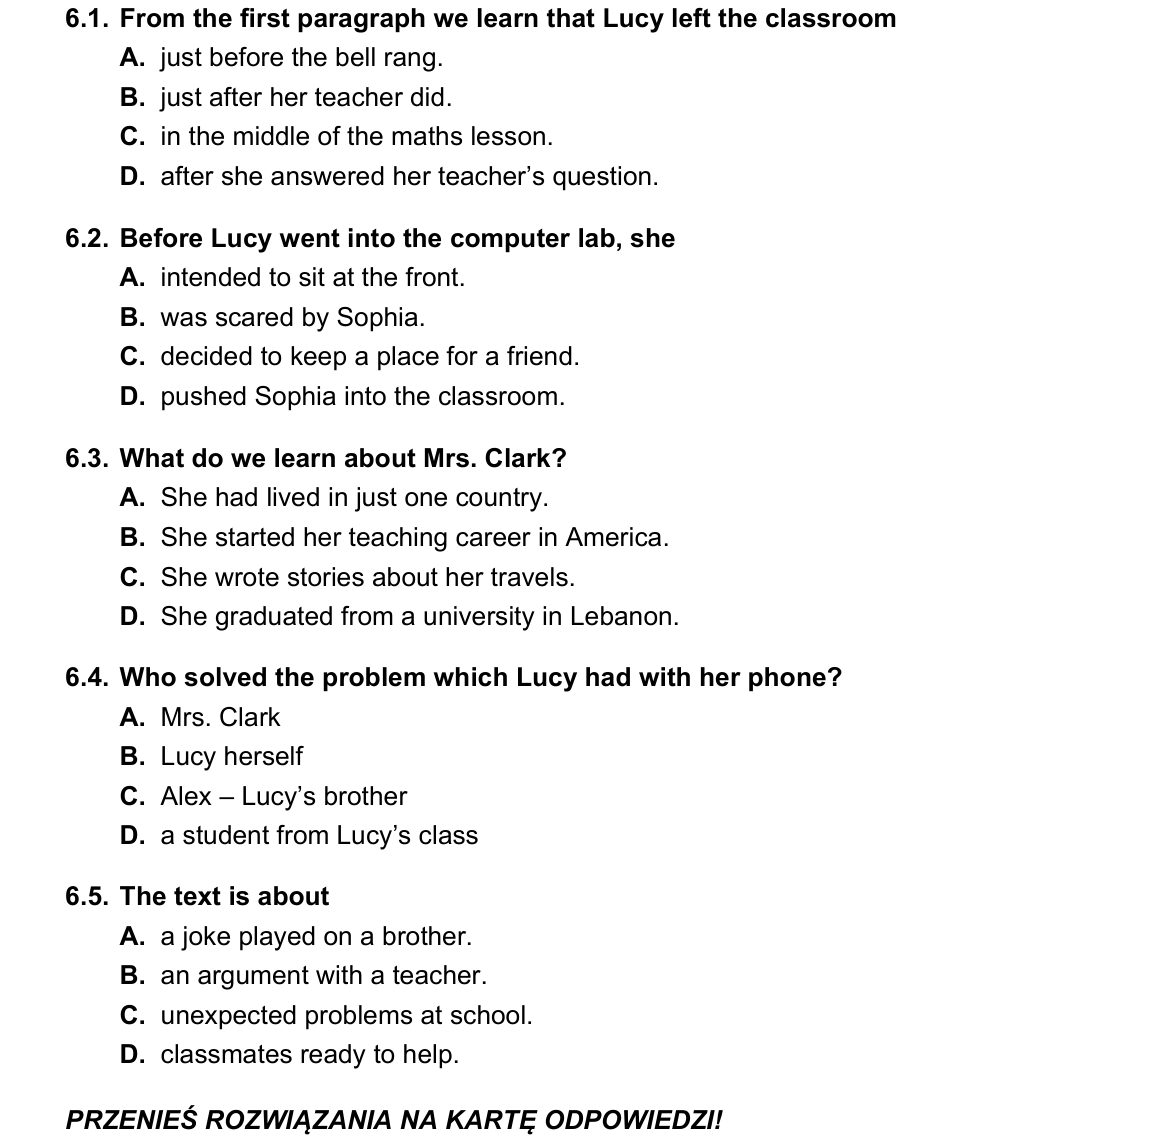 6.1. From the first paragraph we learn that Lucy left the classroom
A. just before the bell rang.
B. just after her teacher did.
C. in the middle of the maths lesson.
D. after she answered her teacher’s question.
6.2. Before Lucy went into the computer lab, she
A. intended to sit at the front.
B. was scared by Sophia.
C. decided to keep a place for a friend.
D. pushed Sophia into the classroom.
6.3. What do we learn about Mrs. Clark?
A. She had lived in just one country.
B. She started her teaching career in America.
C. She wrote stories about her travels.
D. She graduated from a university in Lebanon.
6.4. Who solved the problem which Lucy had with her phone?
A. Mrs. Clark
B. Lucy herself
C. Alex – Lucy’s brother
D. a student from Lucy’s class
6.5. The text is about
A. a joke played on a brother.
B. an argument with a teacher.
C. unexpected problems at school.
D. classmates ready to help.
PRZENIEŚ ROZWIĄZANIA NA KARTĘ ODPOWIEDZI!